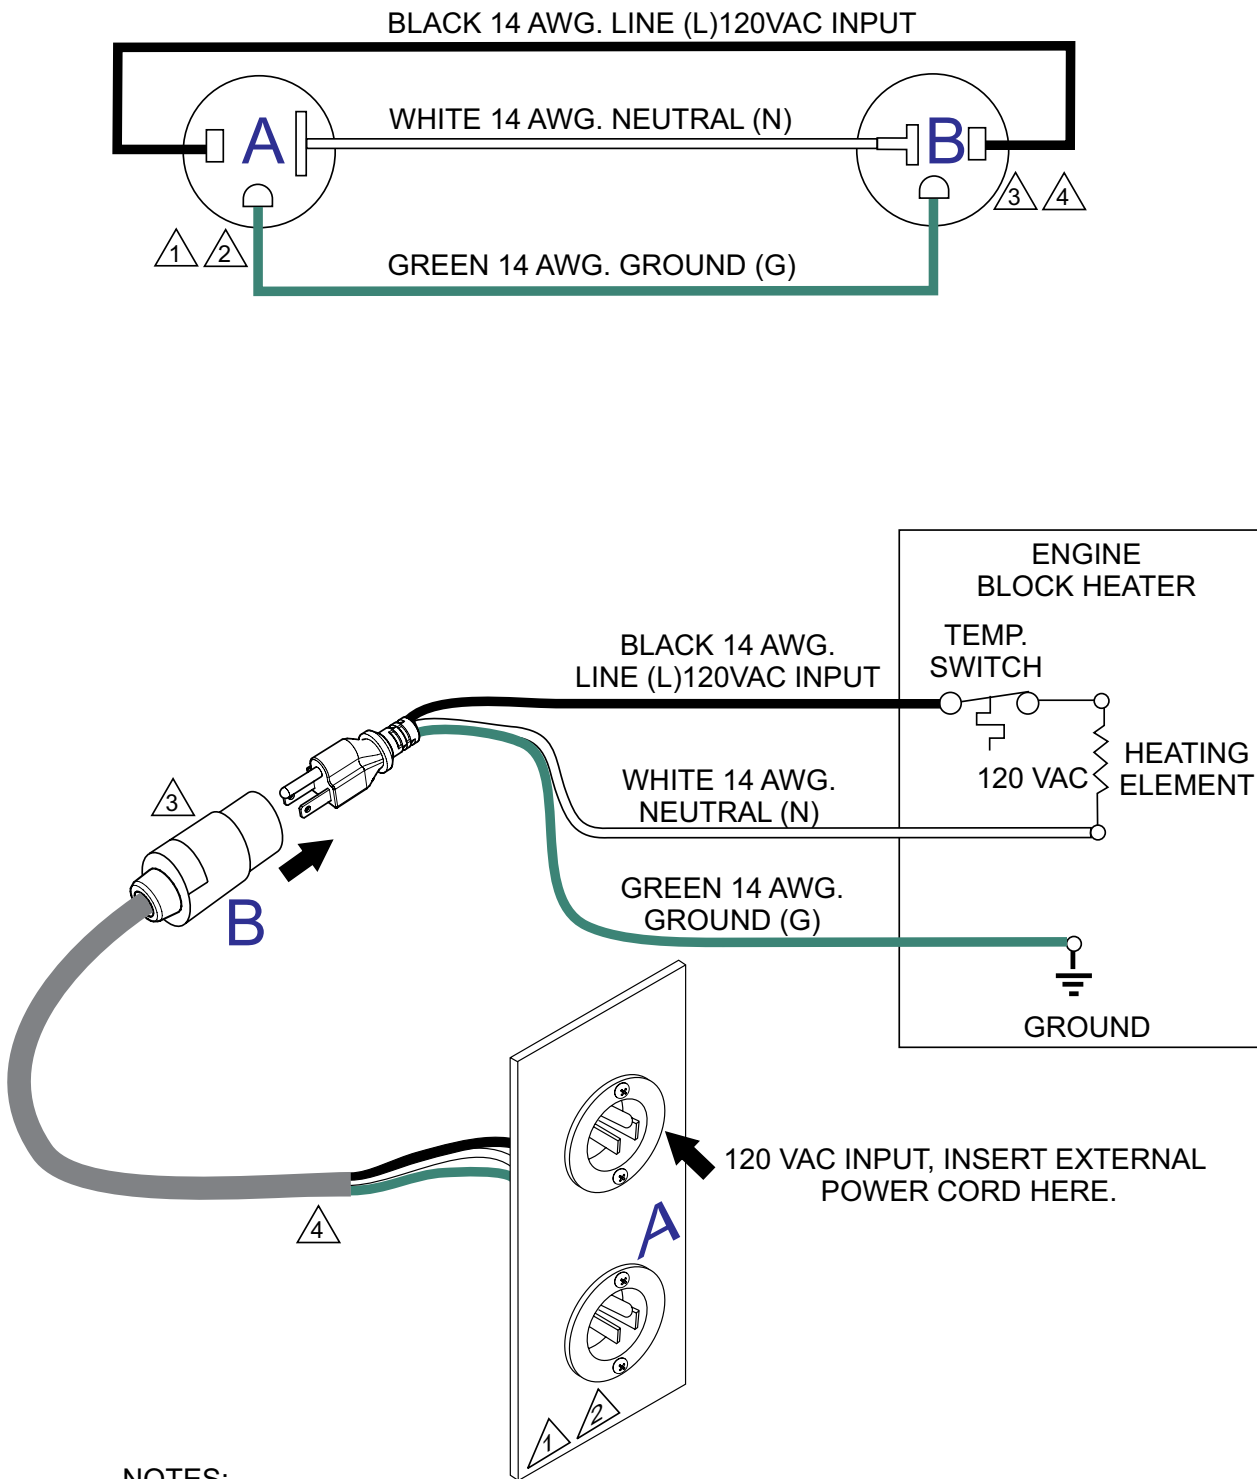 BLACK 14 AWG. LINE (L)120VAC INPUT
A
WHITE 14 AWG. NEUTRAL (N)
B
1 2
3 4
GREEN 14 AWG. GROUND (G)
ENGINE
BLOCK HEATER
BLACK 14 AWG.
LINE (L)120VAC INPUT
TEMP.
SWITCH
120 VAC
HEATING
ELEMENT
WHITE 14 AWG.
NEUTRAL (N)
3
B
GREEN 14 AWG.
GROUND (G)
GROUND
120 VAC INPUT, INSERT EXTERNAL
POWER CORD HERE.
4
A
1 2
NOTES: